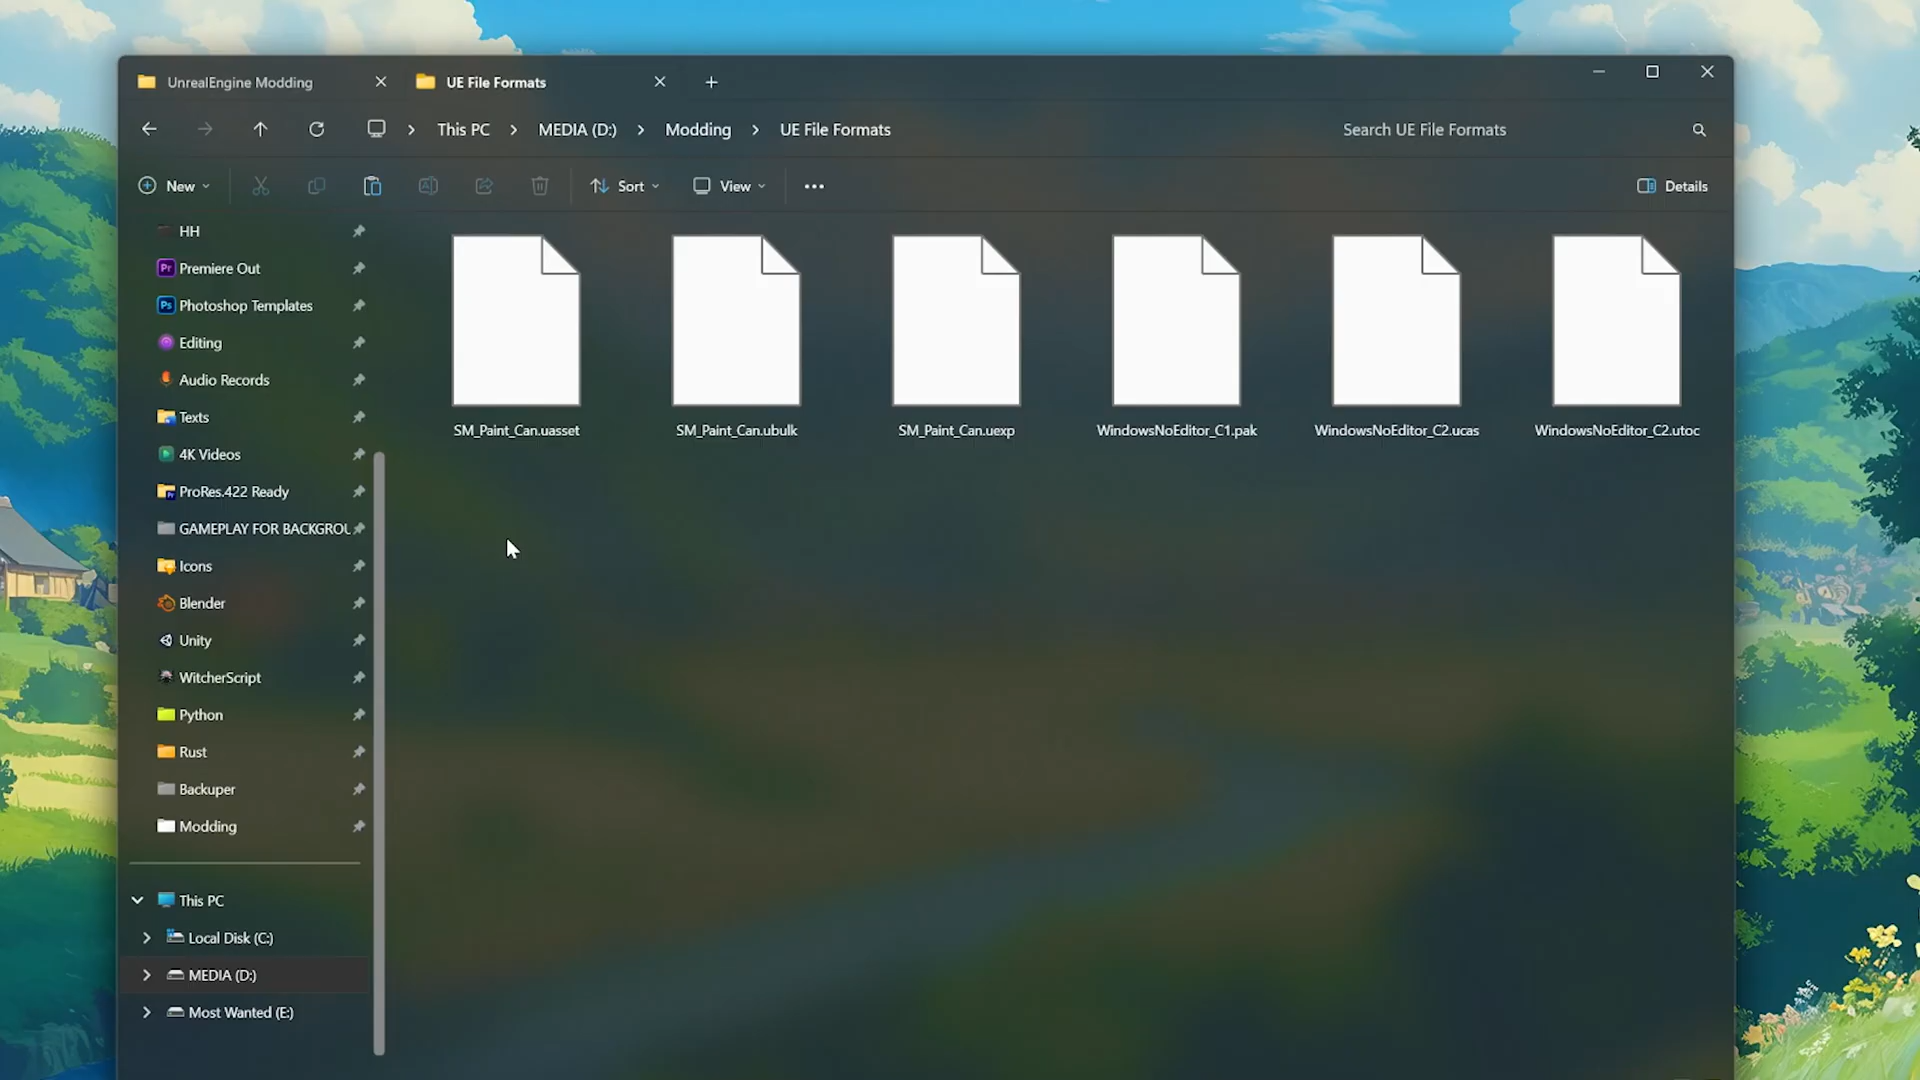 UnrealEngine Modding
UE File Formats
This PC
MEDIA (D:)
Modding
UE File Formats
Search UE File Formats
New
Sort
View
Details
HH
Pr Premiere Out
Ps Photoshop Templates
Editing
Audio Records
Texts
4K Videos
ProRes.422 Ready
GAMEPLAY FOR BACKGROU
Icons
Blender
Unity
WitcherScript
Python
Rust
Backuper
Modding
This PC
Local Disk (C:)
MEDIA (D:)
Most Wanted (E:)
SM_Paint_Can.uasset
SM_Paint_Can.ubulk
SM_Paint_Can.uexp
WindowsNoEditor_C1.pak
WindowsNoEditor_C2.ucas
WindowsNoEditor_C2.utoc